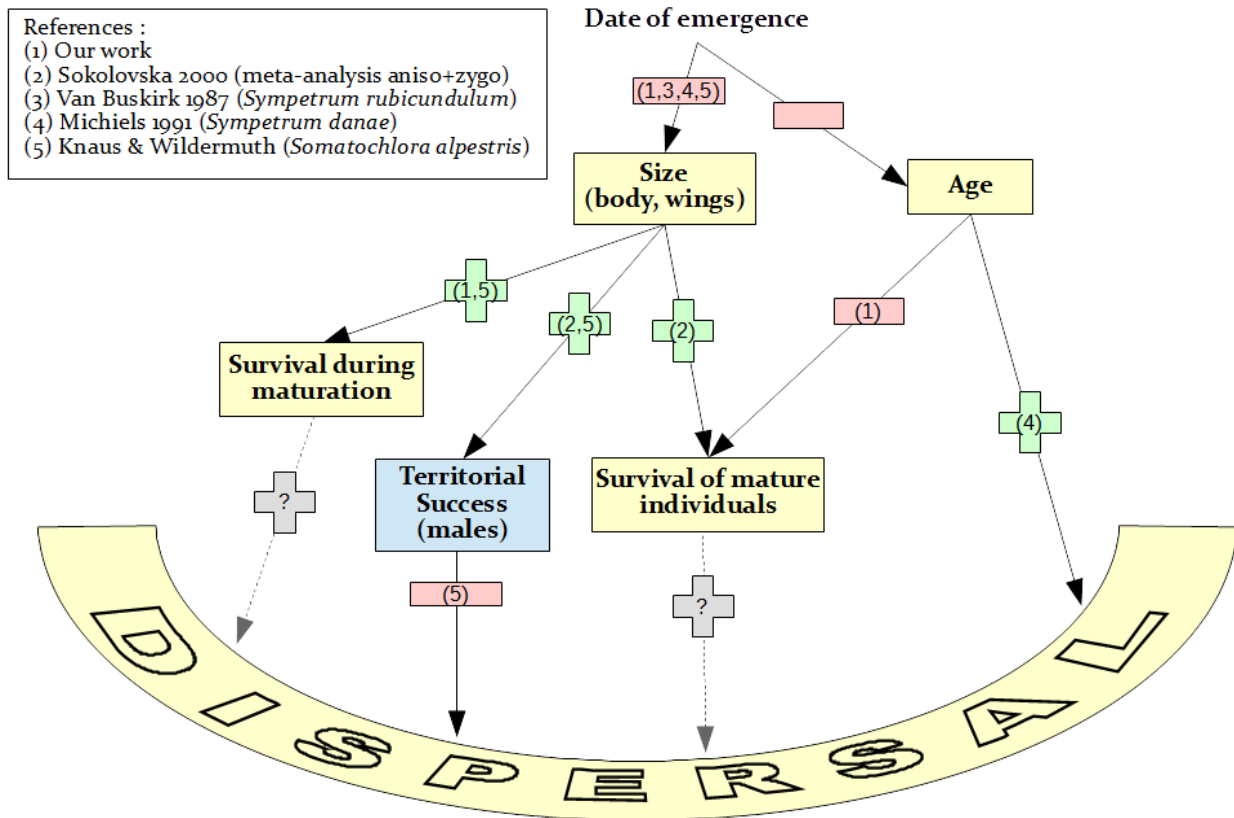 References :
(1) Our work
(2) Sokolovska 2000 (meta-analysis aniso+zygo)
(3) Van Buskirk 1987 (Sympetrum rubicundulum)
(4) Michiels 1991 (Sympetrum danae)
(5) Knaus & Wildermuth (Somatochlora alpestris)
Date of emergence
(1,3,4,5)
Size
(body, wings)
Age
(1,5)
(2,5)
(2)
(1)
Survival during
maturation
(4)
Territorial
Success
(males)
Survival of mature
individuals
?
(5)
?
DISPERSAL